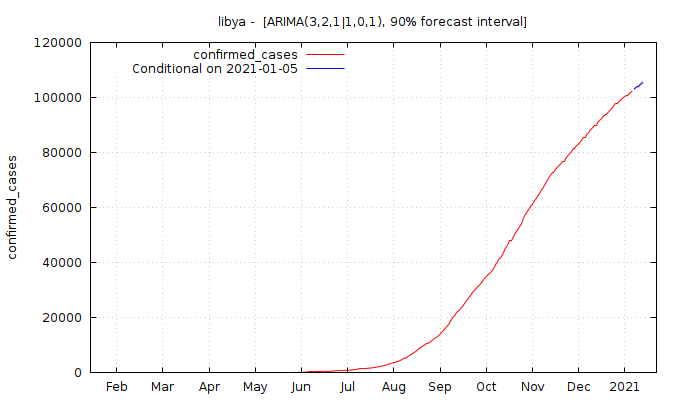 libya -  [ARIMA(3,2,1|1,0,1), 90% forecast interval]
confirmed_cases
Conditional on 2021-01-05
confirmed_cases
120000
100000
80000
60000
40000
20000
0
Feb Mar Apr May Jun Jul Aug Sep Oct Nov Dec 2021